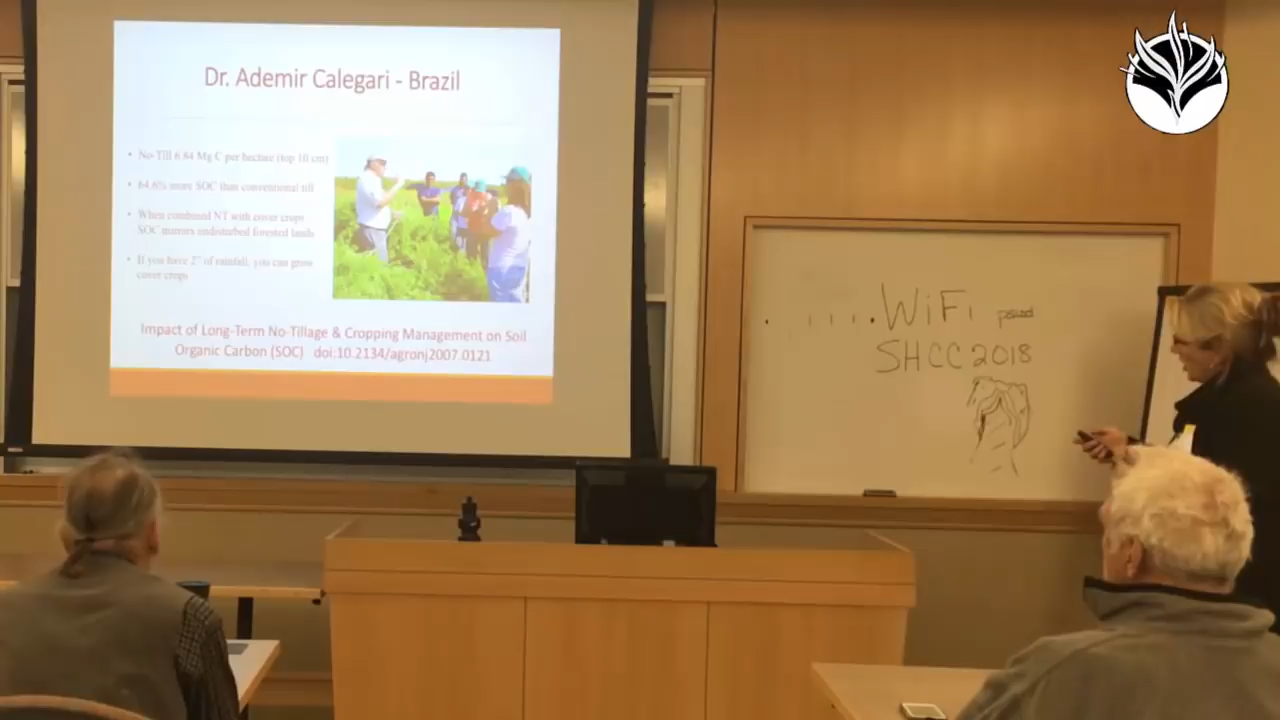 Dr. Ademir Calegari - Brazil
• No-Till 6.84 Mg C per hectare (top 10 cm)
• 64.6% more SOC than conventional till
• When combined NT with cover crops
SOC mirrors undisturbed forested lands
• If you have 2" of rainfall, you can grow
cover crops
Impact of Long-Term No-Tillage & Cropping Management on Soil
Organic Carbon (SOC) doi:10.2134/agronj2007.0121
WiFi
SHCC2018